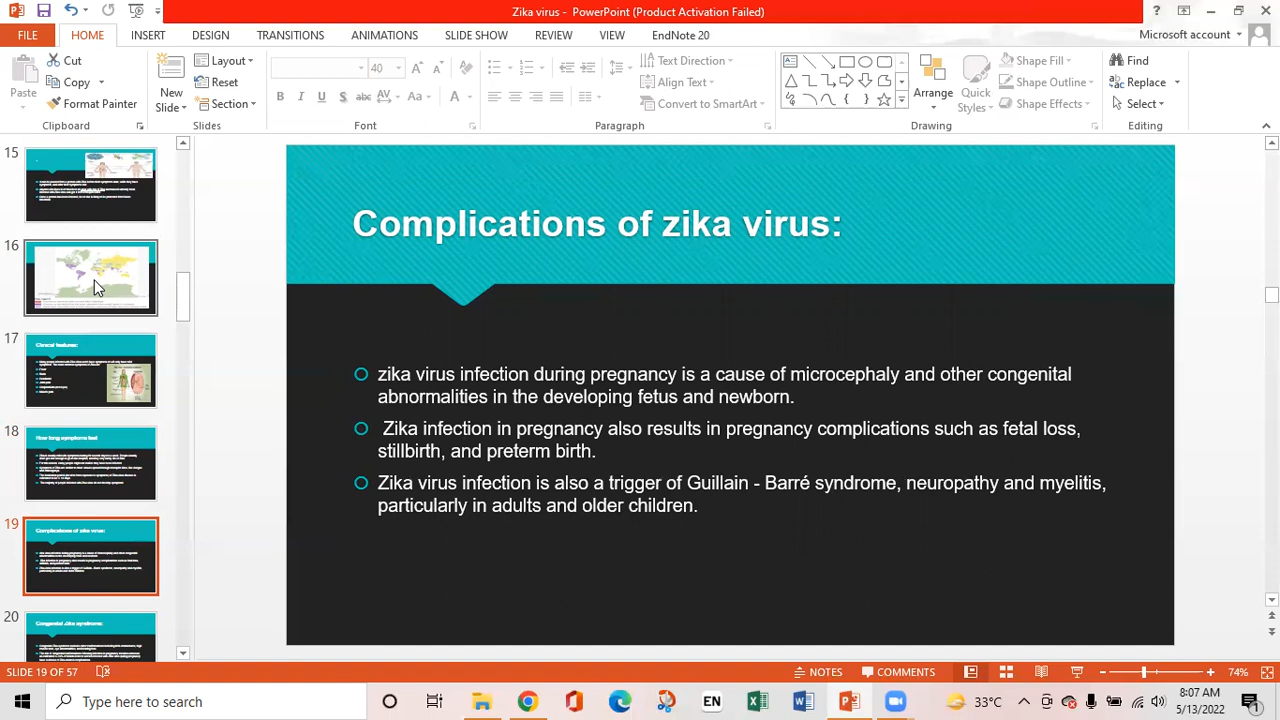 Zika virus - PowerPoint (Product Activation Failed)
FILE HOME INSERT DESIGN TRANSITIONS ANIMATIONS SLIDE SHOW REVIEW VIEW EndNote 20 Microsoft account
Paste
Cut
Copy
Format Painter
Clipboard
New Slide
Layout
Reset
Section
Slides
40
Font
Text Direction
Align Text
Convert to SmartArt
Paragraph
Arrange
Quick Styles
Shape Fill
Shape Outline
Shape Effects
Drawing
Find
Replace
Select
Editing
15
16
17
Clinical features:
18
How long symptoms last
19
Complications of zika virus:
20
Congenital Zika syndrome:
Complications of zika virus:
zika virus infection during pregnancy is a cause of microcephaly and other congenital
abnormalities in the developing fetus and newborn.
Zika infection in pregnancy also results in pregnancy complications such as fetal loss,
stillbirth, and preterm birth.
Zika virus infection is also a trigger of Guillain - Barré syndrome, neuropathy and myelitis,
particularly in adults and older children.
SLIDE 19 OF 57 NOTES COMMENTS 74%
Type here to search EN 33°C 8:07 AM
5/13/2022